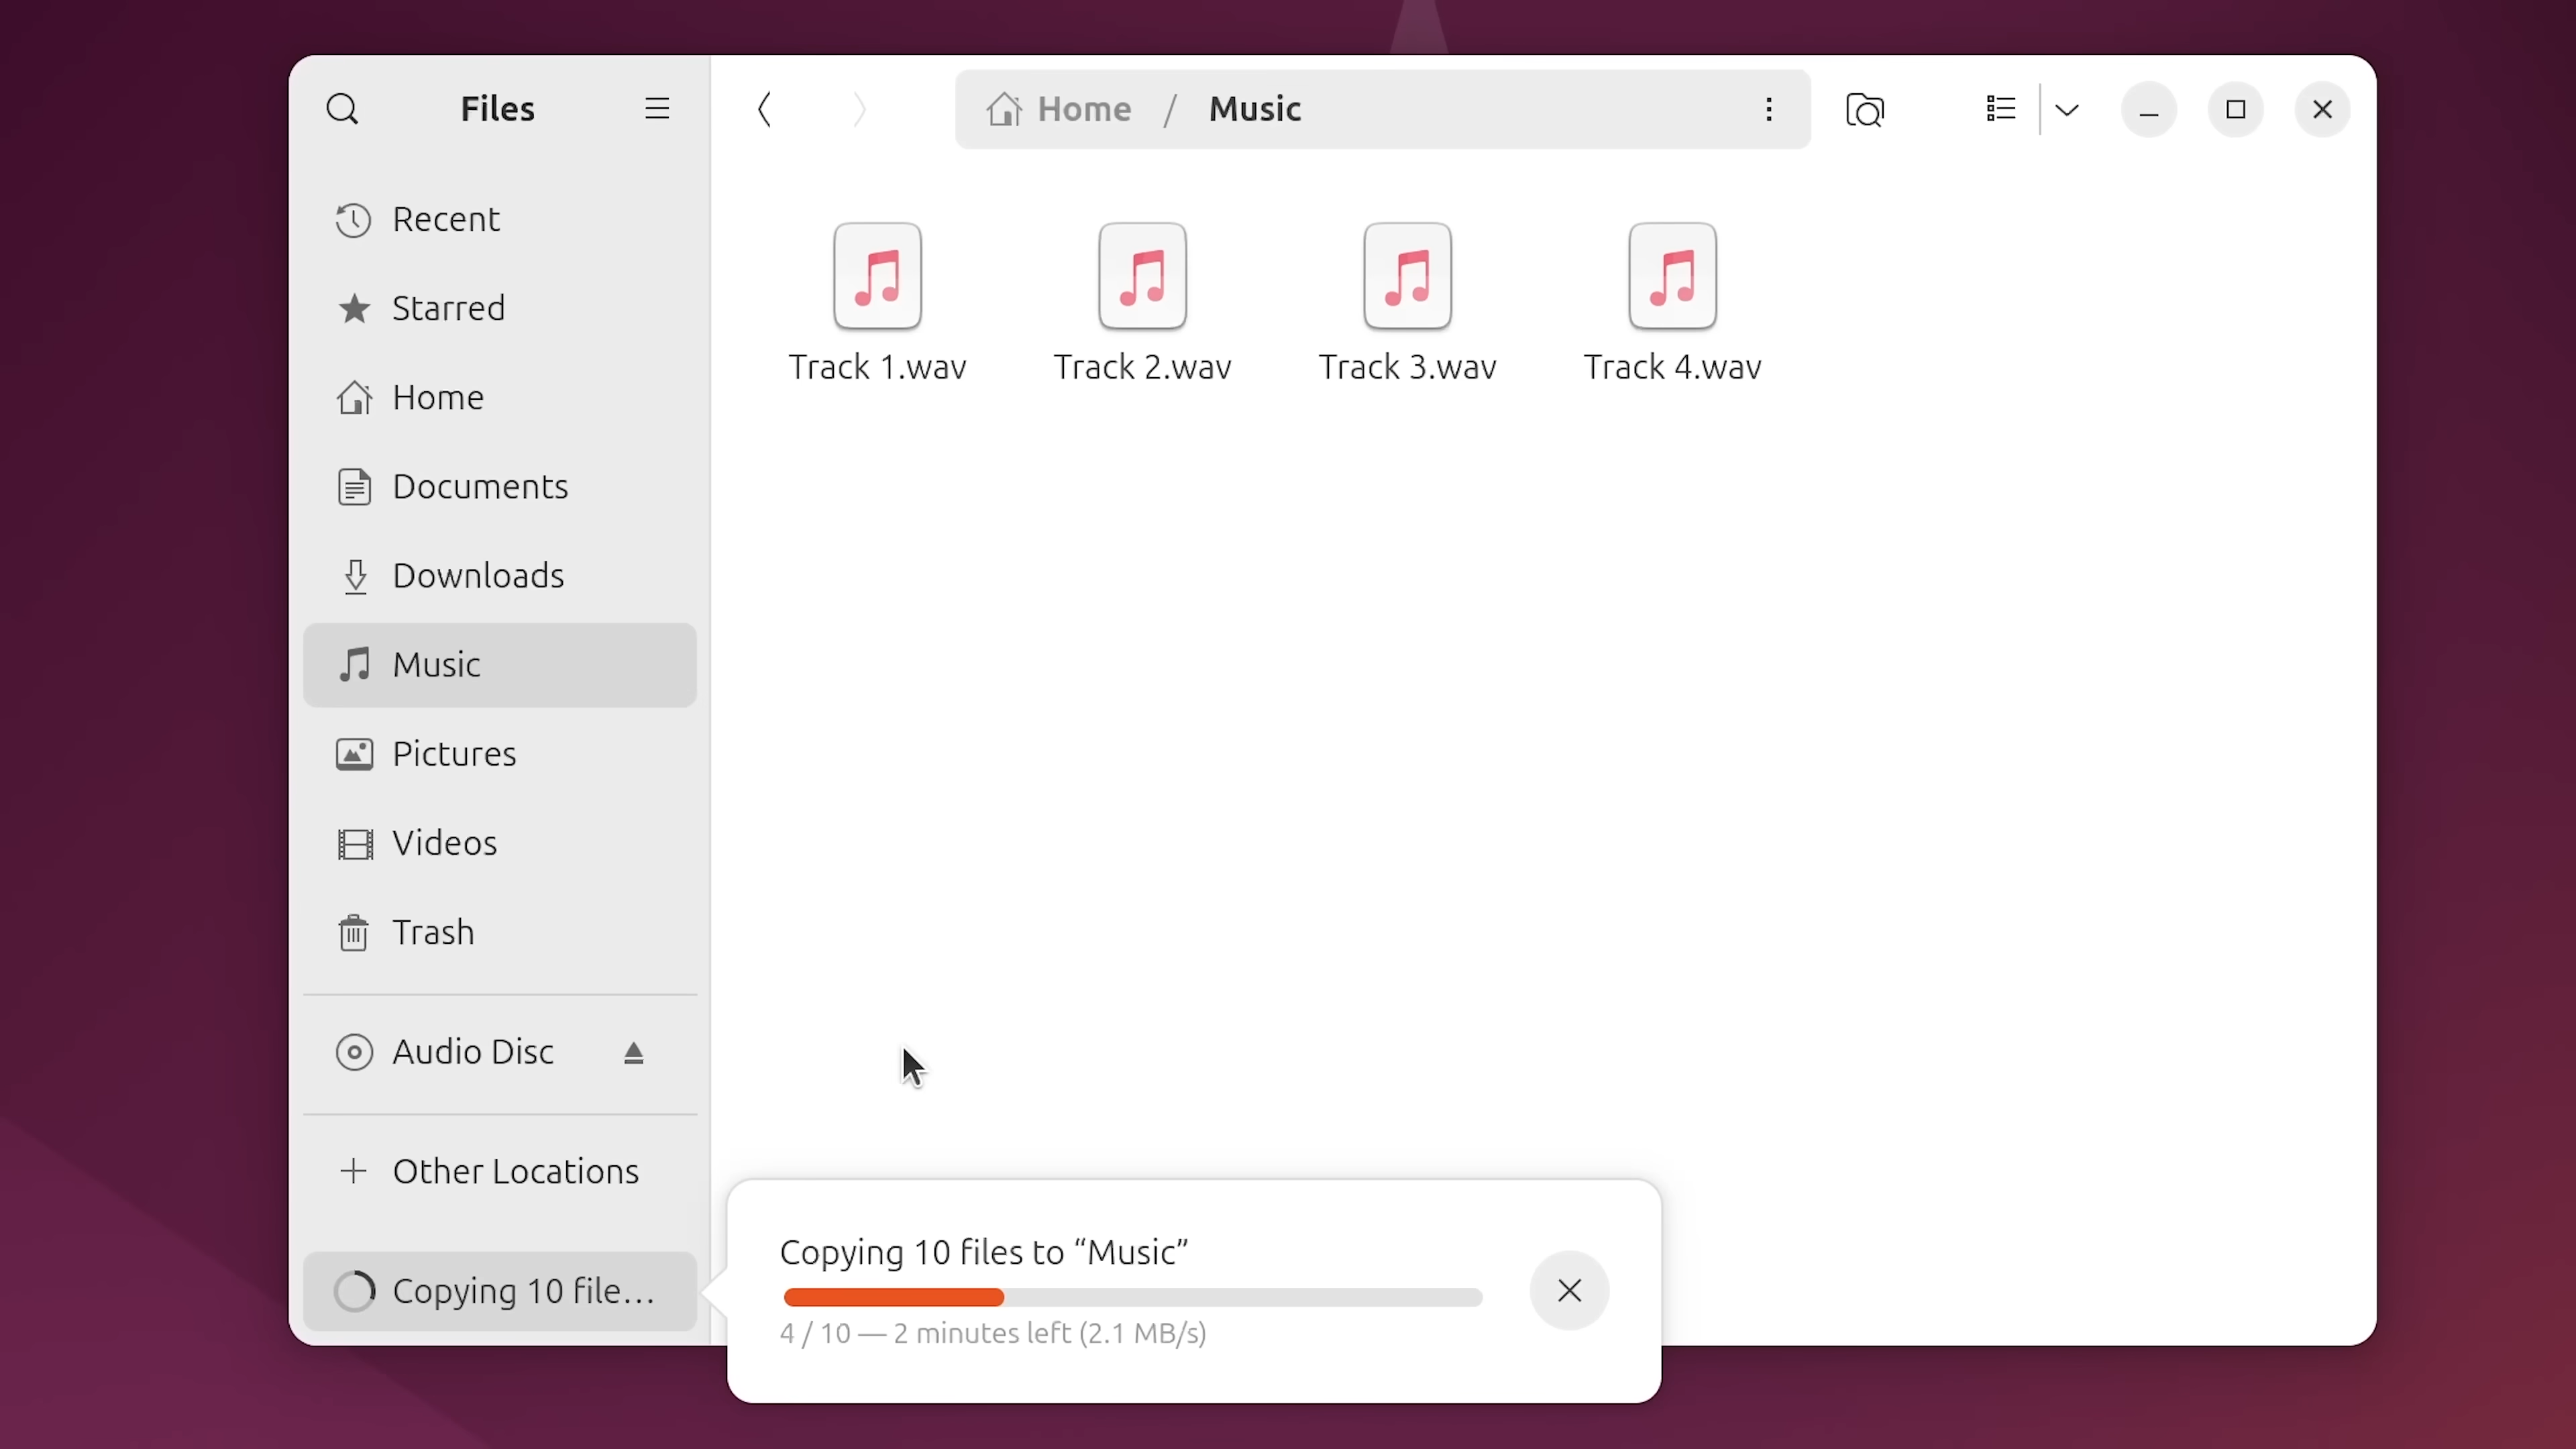 Files
Home / Music
Recent
Starred
Home
Documents
Downloads
Music
Pictures
Videos
Trash
Audio Disc
Other Locations
Copying 10 file…
Track 1.wav
Track 2.wav
Track 3.wav
Track 4.wav
Copying 10 files to “Music”
4 / 10 — 2 minutes left (2.1 MB/s)